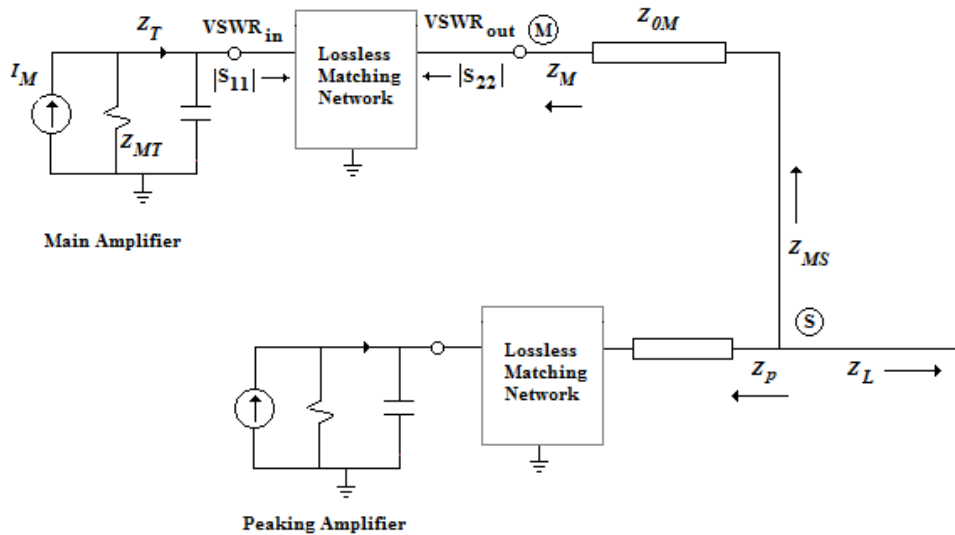 Z_T
VSWR_in
VSWR_out
M
Z_0M
I_M
|S_11|
Lossless
Matching
Network
|S_22|
Z_M
Z_MT
Main Amplifier
Z_MS
S
Lossless
Matching
Network
Z_p
Z_L
Peaking Amplifier